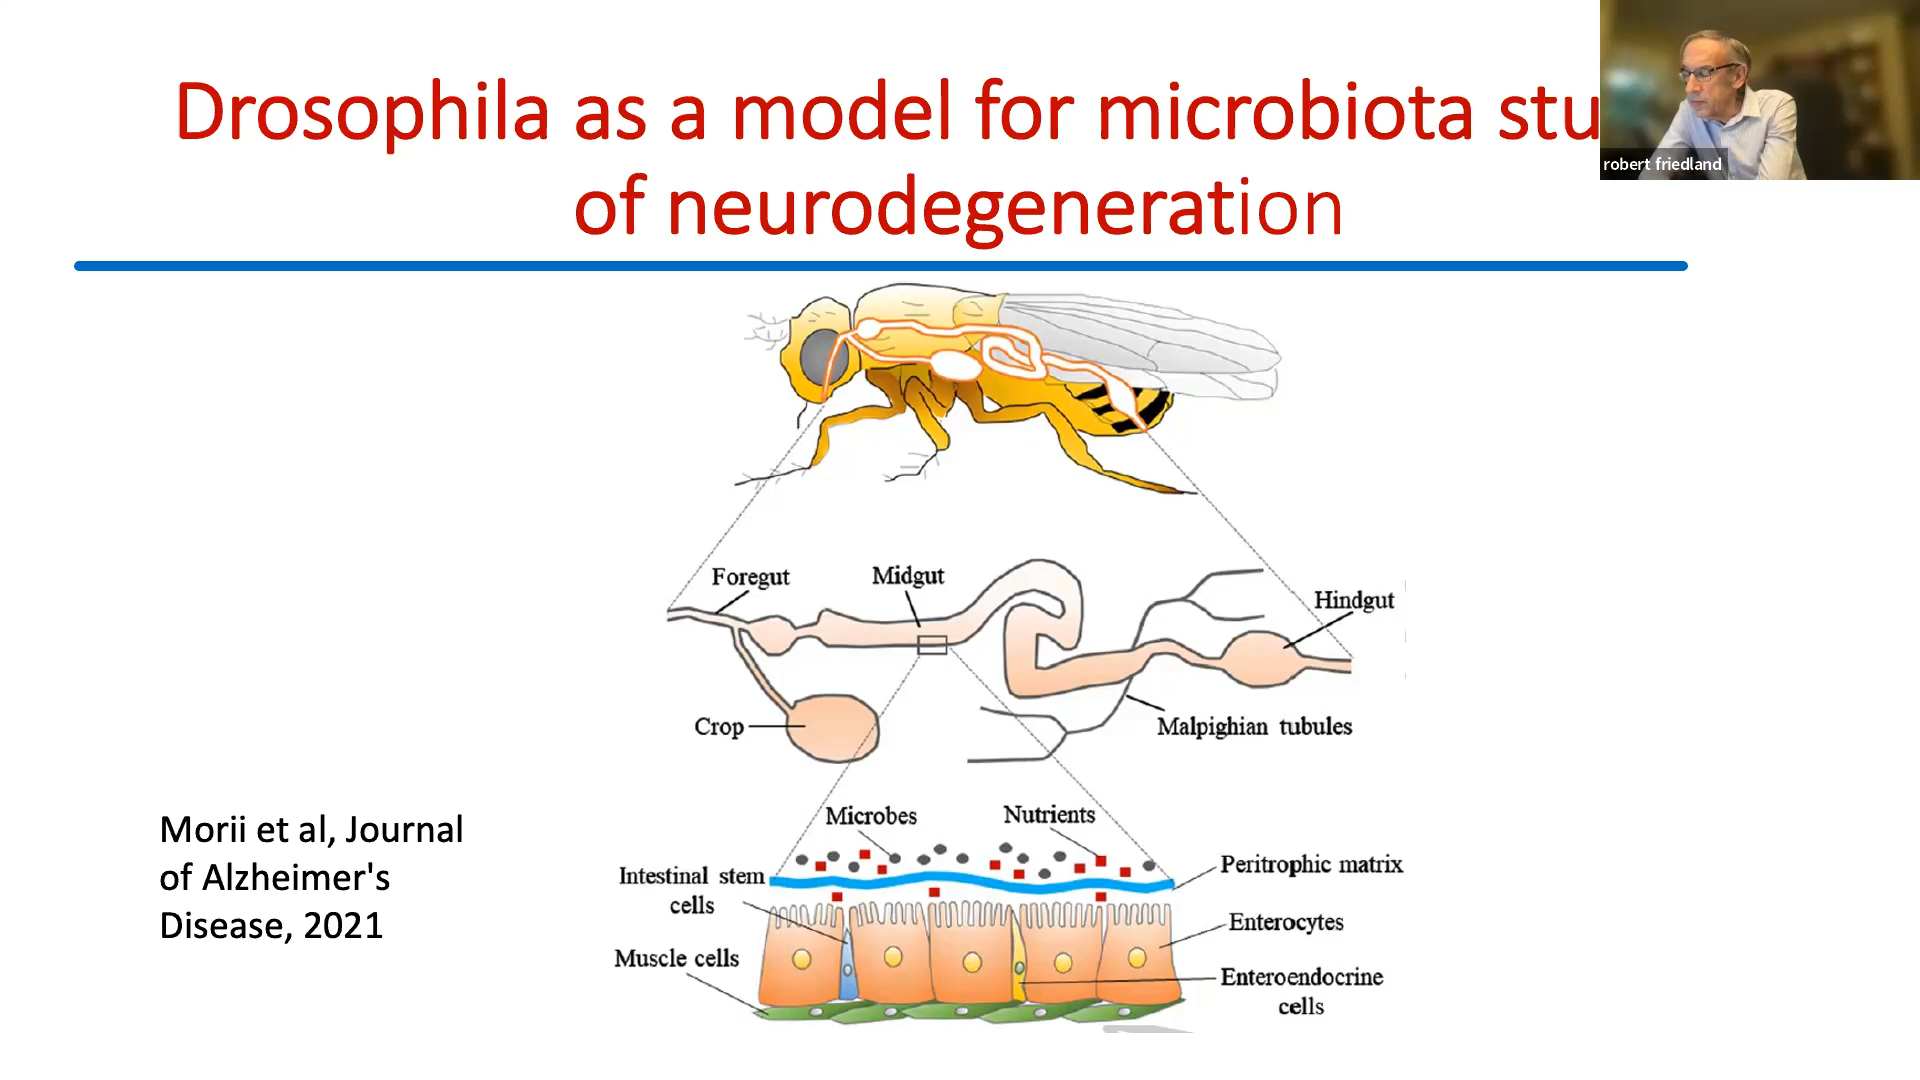 Drosophila as a model for microbiota stu
of neurodegeneration
robert friedland
Foregut
Midgut
Hindgut
Crop
Malpighian tubules
Morii et al, Journal
of Alzheimer's
Disease, 2021
Microbes
Nutrients
Intestinal stem
cells
Peritrophic matrix
Enterocytes
Muscle cells
Enteroendocrine
cells